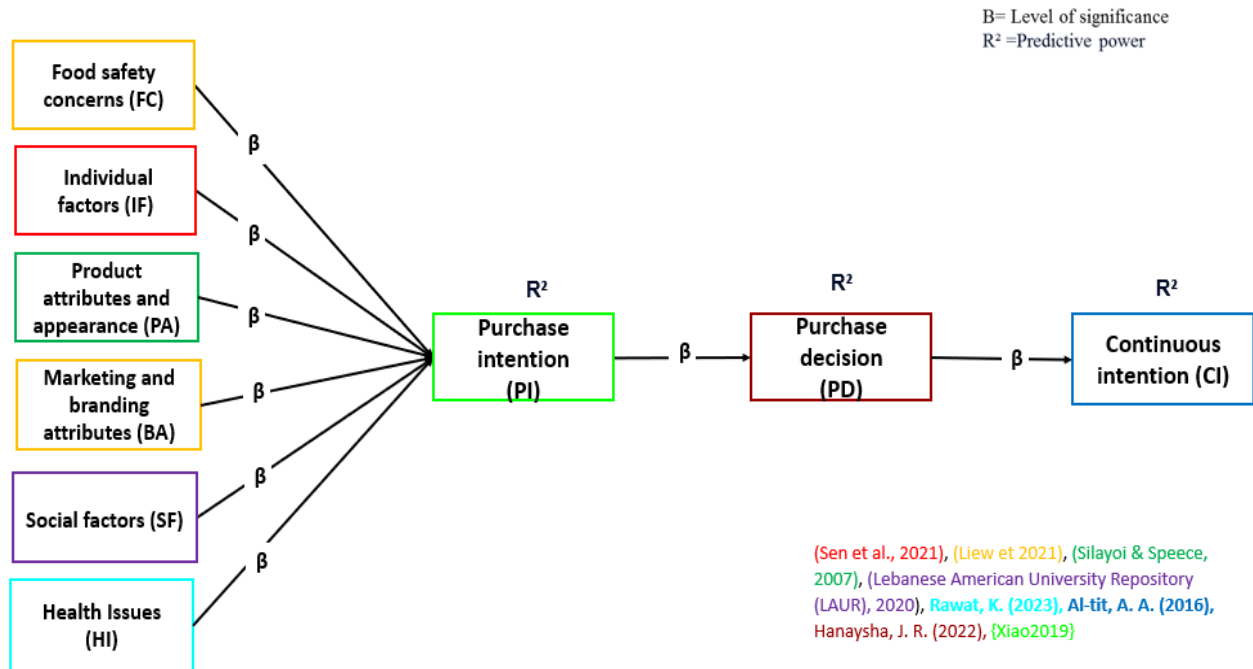 B= Level of significance
R² =Predictive power
Food safety
concerns (FC)
β
Individual
factors (IF)
β
Product
attributes and
appearance (PA)
β
Marketing and
branding
attributes (BA)
β
Social factors (SF)
β
Health Issues
(HI)
β
R²
Purchase
intention
(PI)
β
R²
Purchase
decision
(PD)
β
R²
Continuous
intention (CI)
(Sen et al., 2021), (Liew et 2021), (Silayoi & Speece,
2007), (Lebanese American University Repository
(LAUR), 2020), Rawat, K. (2023), Al-tit, A. A. (2016),
Hanaysha, J. R. (2022), {Xiao2019}